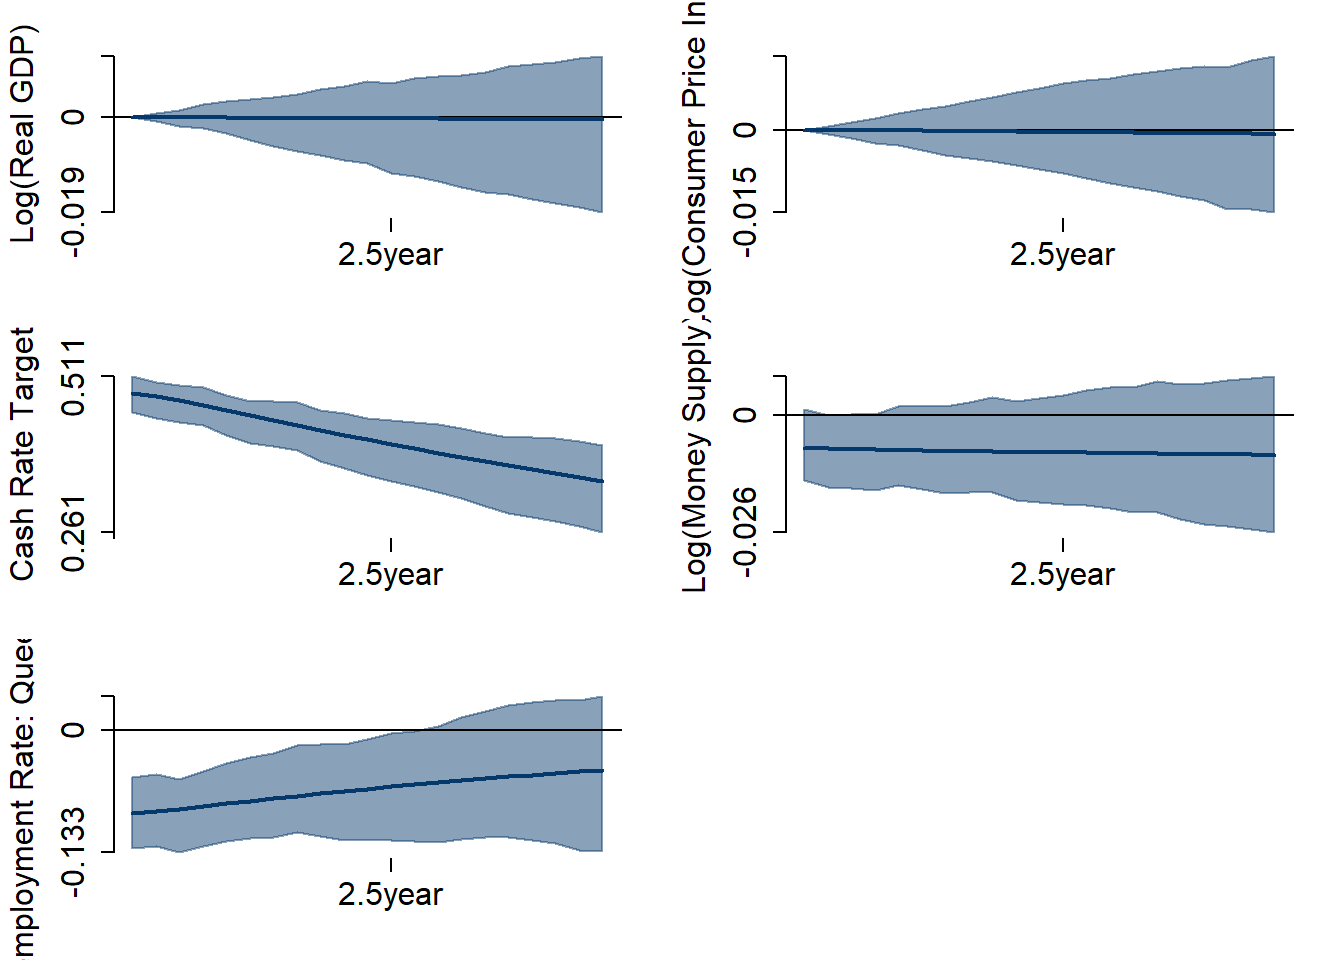 Log(Real GDP)
0
-0.019
2.5year
Log(Consumer Price In
0
-0.015
2.5year
Cash Rate Target
0.511
0.261
2.5year
Log(Money Supply)
0
-0.026
2.5year
employment Rate: Quee
0
-0.133
2.5year